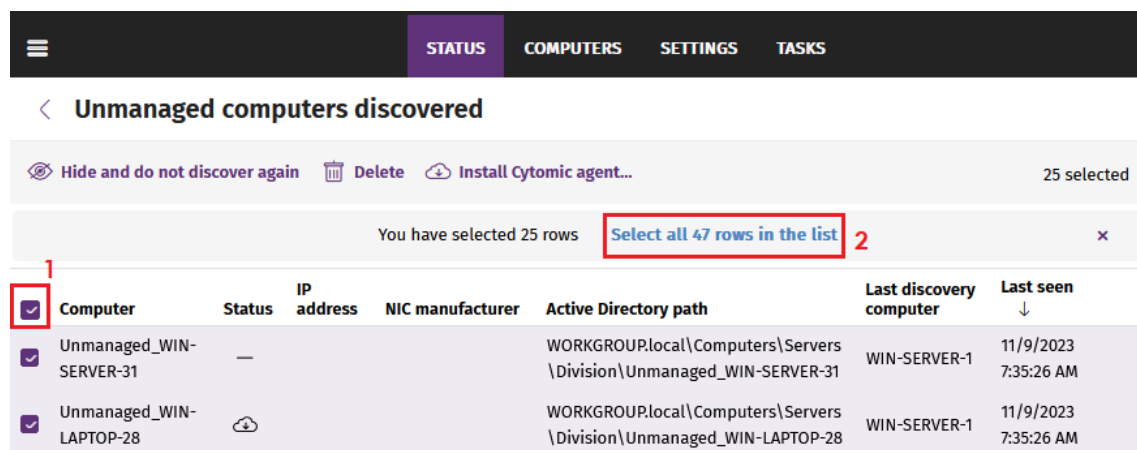 STATUS COMPUTERS SETTINGS TASKS
Unmanaged computers discovered
Hide and do not discover again Delete Install Cytomic agent... 25 selected
You have selected 25 rows Select all 47 rows in the list 2 ×
1
Computer Status IP address NIC manufacturer Active Directory path Last discovery computer Last seen ↓
Unmanaged_WIN- — WORKGROUP.local\Computers\Servers WIN-SERVER-1 11/9/2023
SERVER-31 \Division\Unmanaged_WIN-SERVER-31 7:35:26 AM
Unmanaged_WIN- WORKGROUP.local\Computers\Servers WIN-SERVER-1 11/9/2023
LAPTOP-28 \Division\Unmanaged_WIN-LAPTOP-28 7:35:26 AM